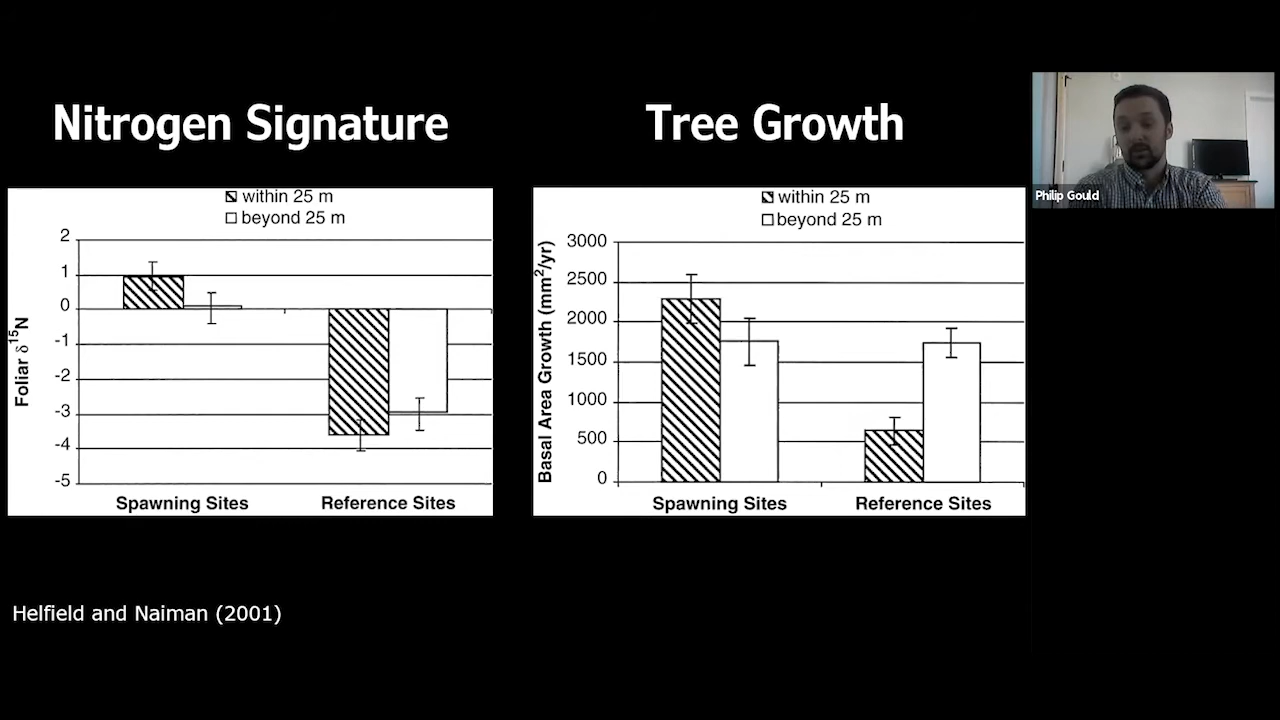 Nitrogen Signature
within 25 m
beyond 25 m
2
1
0
-1
-2
-3
-4
-5
Foliar δ¹⁵N
Spawning Sites
Reference Sites
Tree Growth
within 25 m
beyond 25 m
3000
2500
2000
1500
1000
500
0
Basal Area Growth (mm²/yr)
Spawning Sites
Reference Sites
Philip Gould
Helfield and Naiman (2001)